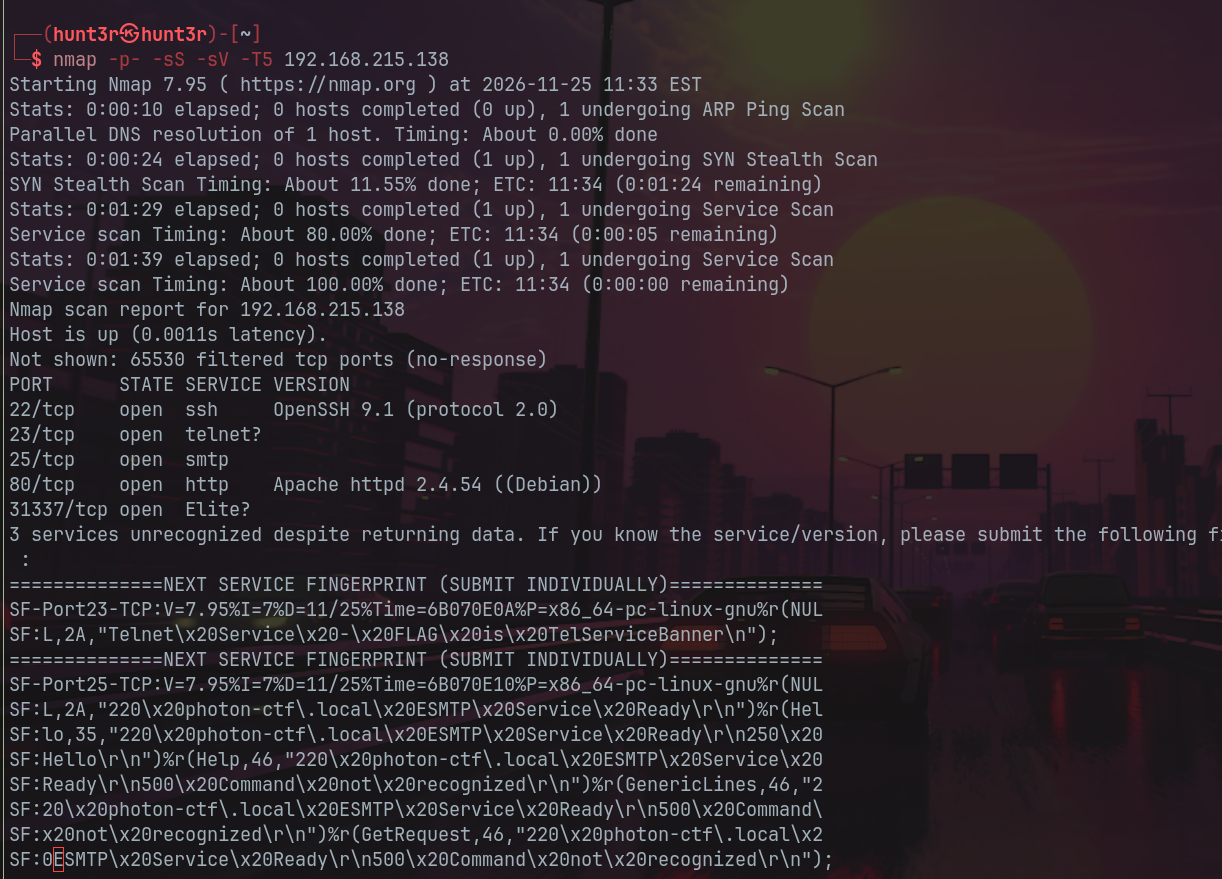 ┌──(hunt3r㉿hunt3r)-[~]
└─$ nmap -p- -sS -sV -T5 192.168.215.138
Starting Nmap 7.95 ( https://nmap.org ) at 2026-11-25 11:33 EST
Stats: 0:00:10 elapsed; 0 hosts completed (0 up), 1 undergoing ARP Ping Scan
Parallel DNS resolution of 1 host. Timing: About 0.00% done
Stats: 0:00:24 elapsed; 0 hosts completed (1 up), 1 undergoing SYN Stealth Scan
SYN Stealth Scan Timing: About 11.55% done; ETC: 11:34 (0:01:24 remaining)
Stats: 0:01:29 elapsed; 0 hosts completed (1 up), 1 undergoing Service Scan
Service scan Timing: About 80.00% done; ETC: 11:34 (0:00:05 remaining)
Stats: 0:01:39 elapsed; 0 hosts completed (1 up), 1 undergoing Service Scan
Service scan Timing: About 100.00% done; ETC: 11:34 (0:00:00 remaining)
Nmap scan report for 192.168.215.138
Host is up (0.0011s latency).
Not shown: 65530 filtered tcp ports (no-response)
PORT      STATE SERVICE VERSION
22/tcp    open  ssh     OpenSSH 9.1 (protocol 2.0)
23/tcp    open  telnet?
25/tcp    open  smtp
80/tcp    open  http    Apache httpd 2.4.54 ((Debian))
31337/tcp open  Elite?
3 services unrecognized despite returning data. If you know the service/version, please submit the following
:
==============NEXT SERVICE FINGERPRINT (SUBMIT INDIVIDUALLY)==============
SF-Port23-TCP:V=7.95%I=7%D=11/25%Time=6B070E0A%P=x86_64-pc-linux-gnu%r(NUL
SF:L,2A,"Telnet\x20Service\x20-\x20FLAG\x20is\x20TelServiceBanner\n");
==============NEXT SERVICE FINGERPRINT (SUBMIT INDIVIDUALLY)==============
SF-Port25-TCP:V=7.95%I=7%D=11/25%Time=6B070E10%P=x86_64-pc-linux-gnu%r(NUL
SF:L,2A,"220\x20photon-ctf\.local\x20ESMTP\x20Service\x20Ready\r\n")%r(Hel
SF:lo,35,"220\x20photon-ctf\.local\x20ESMTP\x20Service\x20Ready\r\n250\x20
SF:Hello\r\n")%r(Help,46,"220\x20photon-ctf\.local\x20ESMTP\x20Service\x20
SF:Ready\r\n500\x20Command\x20not\x20recognized\r\n")%r(GenericLines,46,"2
SF:20\x20photon-ctf\.local\x20ESMTP\x20Service\x20Ready\r\n500\x20Command\
SF:x20not\x20recognized\r\n")%r(GetRequest,46,"220\x20photon-ctf\.local\x2
SF:0ESMTP\x20Service\x20Ready\r\n500\x20Command\x20not\x20recognized\r\n");